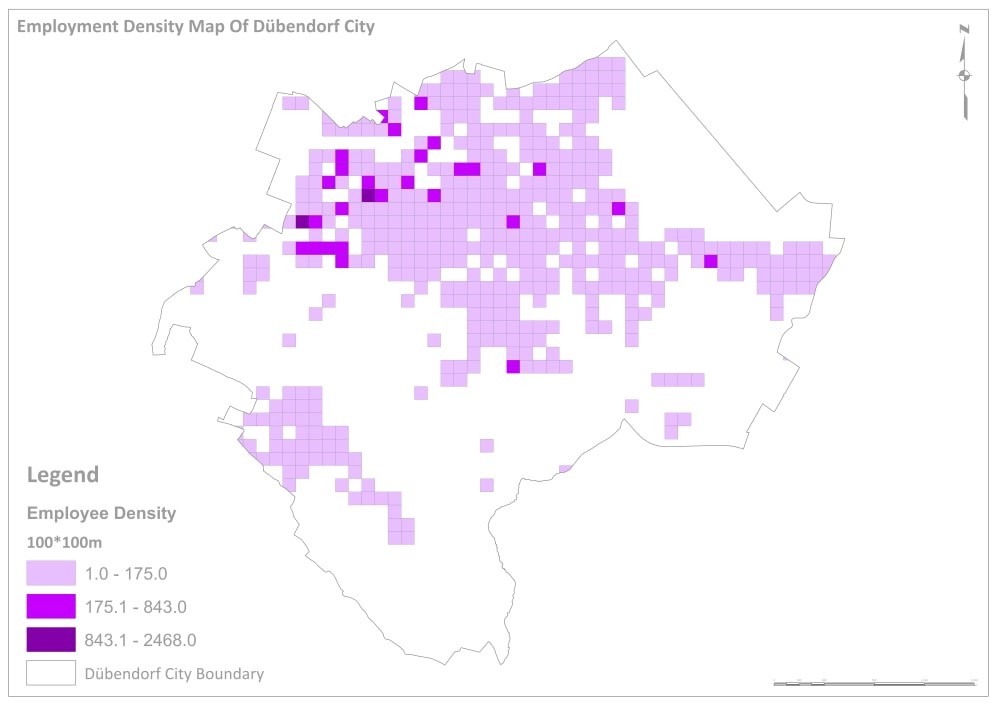 Employment Density Map Of Dübendorf City
N
Legend
Employee Density
100*100m
1.0 - 175.0
175.1 - 843.0
843.1 - 2468.0
Dübendorf City Boundary